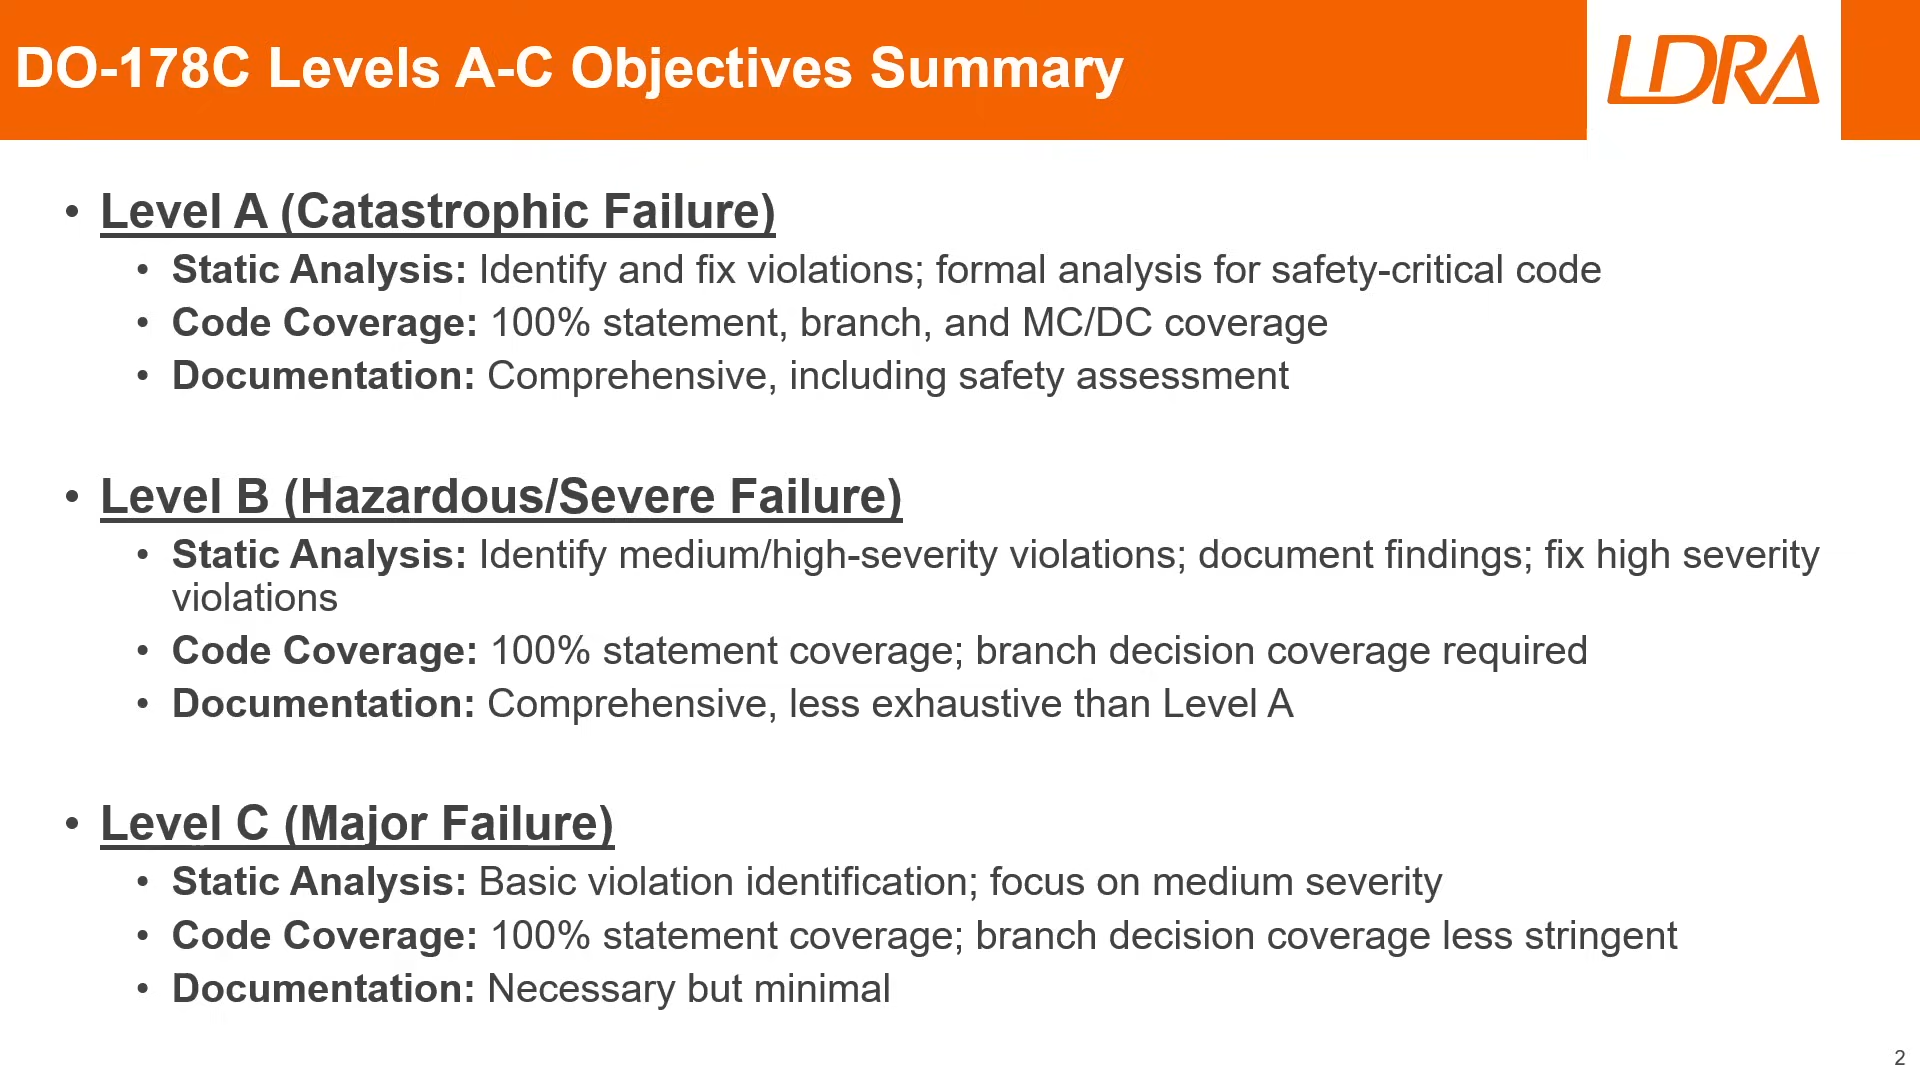 DO-178C Levels A-C Objectives Summary
LDRA
• Level A (Catastrophic Failure)
• Static Analysis: Identify and fix violations; formal analysis for safety-critical code
• Code Coverage: 100% statement, branch, and MC/DC coverage
• Documentation: Comprehensive, including safety assessment
• Level B (Hazardous/Severe Failure)
• Static Analysis: Identify medium/high-severity violations; document findings; fix high severity
violations
• Code Coverage: 100% statement coverage; branch decision coverage required
• Documentation: Comprehensive, less exhaustive than Level A
• Level C (Major Failure)
• Static Analysis: Basic violation identification; focus on medium severity
• Code Coverage: 100% statement coverage; branch decision coverage less stringent
• Documentation: Necessary but minimal
2